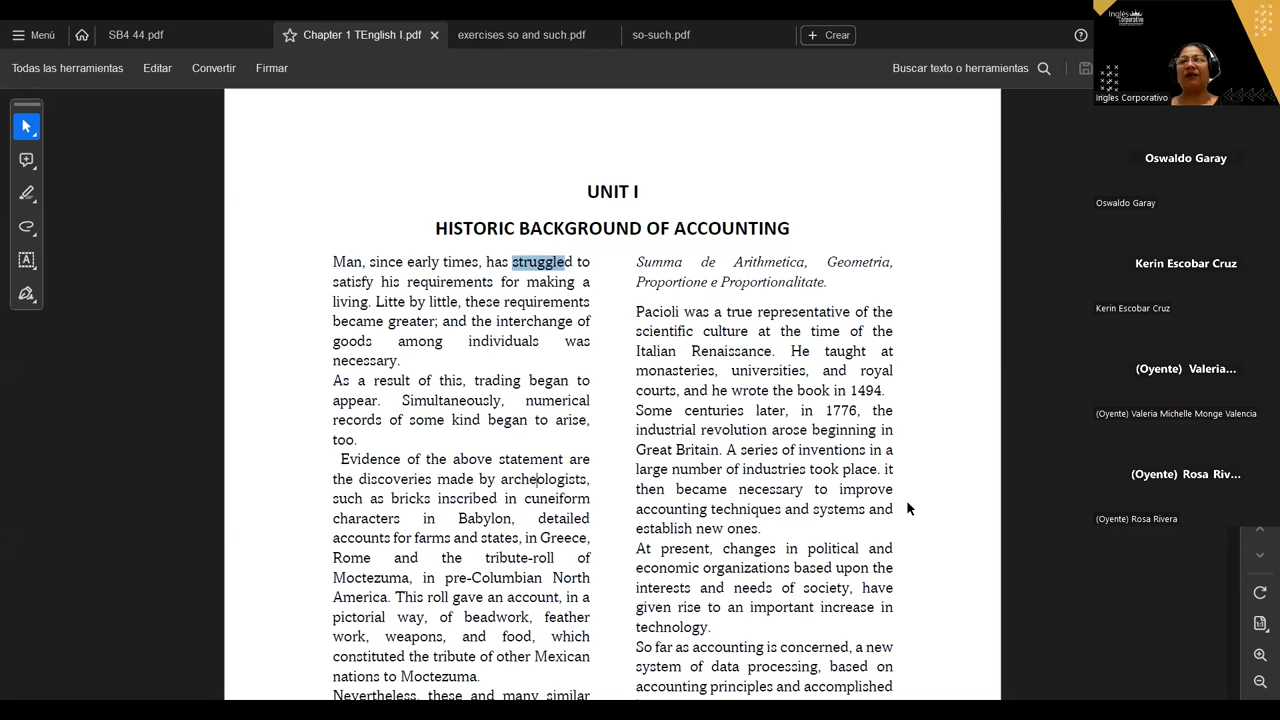 Menú
SB4 44.pdf
Chapter 1 TEnglish I.pdf
exercises so and such.pdf
so-such.pdf
Crear
Todas las herramientas
Editar
Convertir
Firmar
Buscar texto o herramientas
UNIT I
HISTORIC BACKGROUND OF ACCOUNTING
Man, since early times, has struggled to
satisfy his requirements for making a
living. Litte by little, these requirements
became greater; and the interchange of
goods among individuals was
necessary.
As a result of this, trading began to
appear. Simultaneously, numerical
records of some kind began to arise,
too.
Evidence of the above statement are
the discoveries made by archeologists,
such as bricks inscribed in cuneiform
characters in Babylon, detailed
accounts for farms and states, in Greece,
Rome and the tribute-roll of
Moctezuma, in pre-Columbian North
America. This roll gave an account, in a
pictorial way, of beadwork, feather
work, weapons, and food, which
constituted the tribute of other Mexican
nations to Moctezuma.
Nevertheless, these and many similar
Summa de Arithmetica, Geometria,
Proportione e Proportionalitate.
Pacioli was a true representative of the
scientific culture at the time of the
Italian Renaissance. He taught at
monasteries, universities, and royal
courts, and he wrote the book in 1494.
Some centuries later, in 1776, the
industrial revolution arose beginning in
Great Britain. A series of inventions in a
large number of industries took place. it
then became necessary to improve
accounting techniques and systems and
establish new ones.
At present, changes in political and
economic organizations based upon the
interests and needs of society, have
given rise to an important increase in
technology.
So far as accounting is concerned, a new
system of data processing, based on
accounting principles and accomplished
Inglés
Corporativo
Ingles Corporativo
Oswaldo Garay
Oswaldo Garay
Kerin Escobar Cruz
Kerin Escobar Cruz
(Oyente) Valeria...
(Oyente) Valeria Michelle Monge Valencia
(Oyente) Rosa Riv...
(Oyente) Rosa Rivera